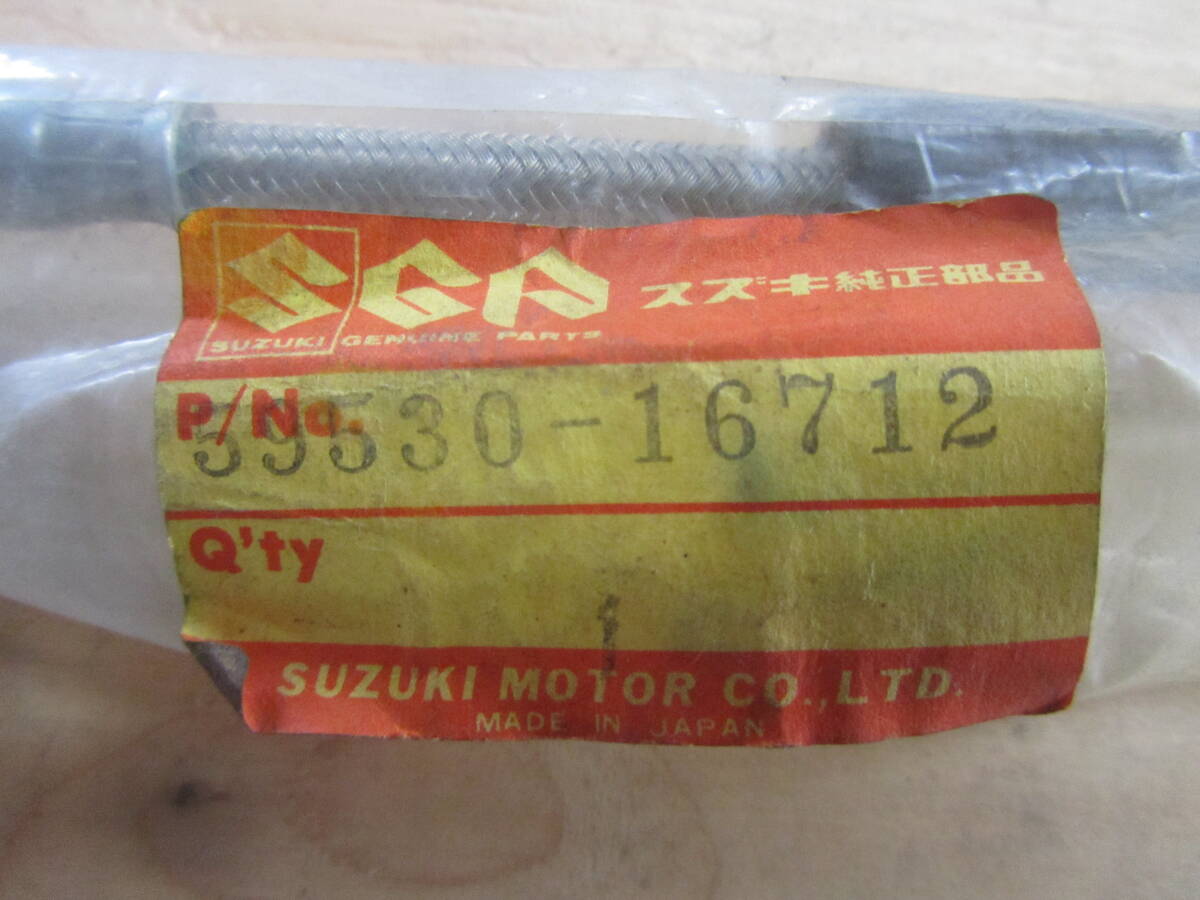 SGP スズキ純正部品
SUZUKI GENUINE PARTS
P/No. 59530-16712
Q'ty 1
SUZUKI MOTOR CO., LTD.
MADE IN JAPAN